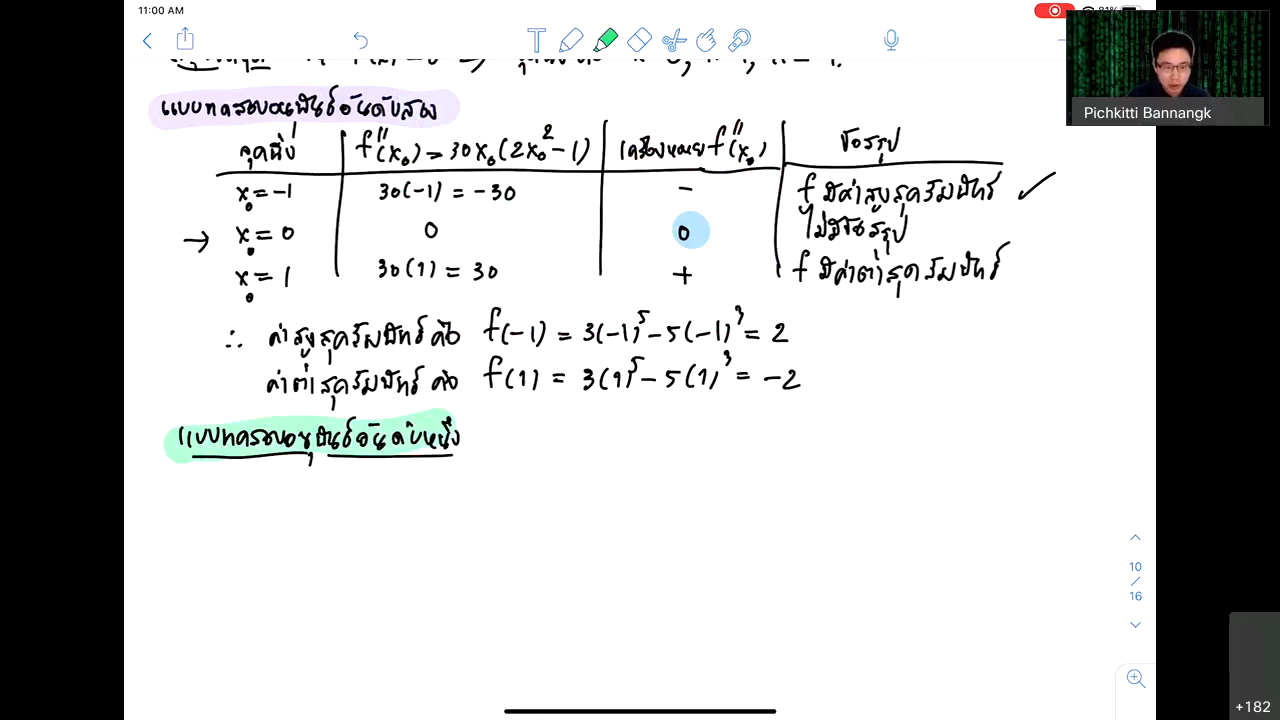 11:00 AM
81%
Pichkitti Bannangk
แบบทดสอบอนุพันธ์อันดับสอง
จุดนิ่ง f''(x₀) = 30x₀(2x₀² - 1) เครื่องหมาย f''(x₀) ข้อสรุป
x₀ = -1 30(-1) = -30 - f มีค่าสูงสุดสัมพัทธ์ ✓
→ x₀ = 0 0 0 ไม่มีข้อสรุป
x₀ = 1 30(1) = 30 + f มีค่าต่ำสุดสัมพัทธ์
∴ ค่าสูงสุดสัมพัทธ์คือ f(-1) = 3(-1)⁵ - 5(-1)³ = 2
ค่าต่ำสุดสัมพัทธ์ คือ f(1) = 3(1)⁵ - 5(1)³ = -2
แบบทดสอบอนุพันธ์อันดับหนึ่ง
10
/
16
+182